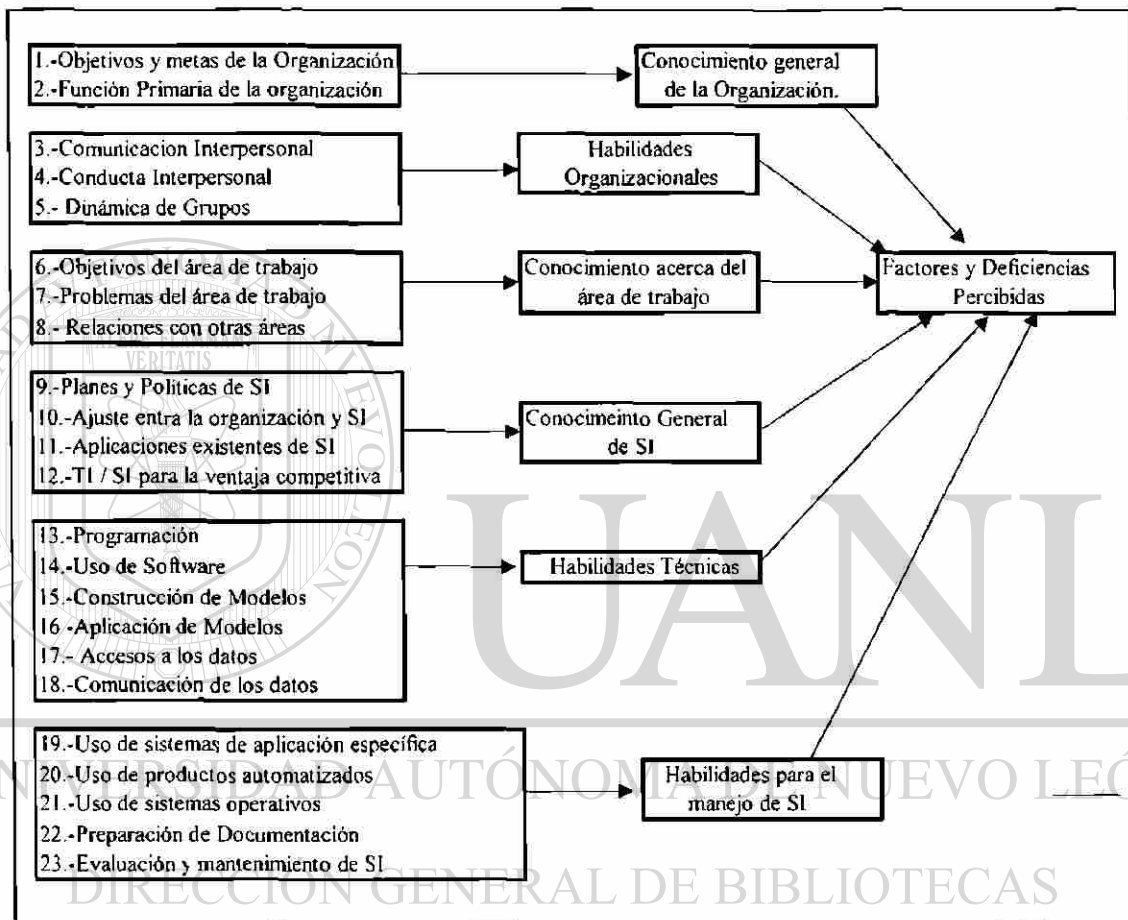 1.-Objetivos y metas de la Organización
2.-Función Primaria de la organización
Conocimiento general
de la Organización.
3.-Comunicacion Interpersonal
4.-Conducta Interpersonal
5.- Dinámica de Grupos
Habilidades
Organizacionales
6.-Objetivos del área de trabajo
7.-Problemas del área de trabajo
8.- Relaciones con otras áreas
Conocimiento acerca del
área de trabajo
Factores y Deficiencias
Percibidas
9.-Planes y Políticas de SI
10.-Ajuste entra la organización y SI
11.-Aplicaciones existentes de SI
12.-TI / SI para la ventaja competitiva
Conocimeinto General
de SI
13.-Programación
14.-Uso de Software
15.-Construcción de Modelos
16.-Aplicación de Modelos
17.- Accesos a los datos
18.-Comunicación de los datos
Habilidades Técnicas
19.-Uso de sistemas de aplicación específica
20.-Uso de productos automatizados
21.-Uso de sistemas operativos
22.-Preparación de Documentación
23.-Evaluación y mantenimiento de SI
Habilidades para el
manejo de SI
UANL
UNIVERSIDAD AUTÓNOMA DE NUEVO LEÓ
DIRECCIÓN GENERAL DE BIBLIOTECAS
VERITATIS